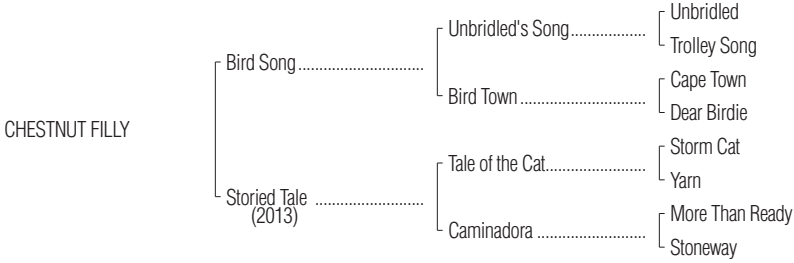 Unbridled
Unbridled's Song..................
Trolley Song
Bird Song..............................
Cape Town
Bird Town..............................
Dear Birdie
CHESTNUT FILLY
Storm Cat
Tale of the Cat........................
Yarn
Storied Tale ..........................
(2013)
More Than Ready
Caminadora ..........................
Stoneway